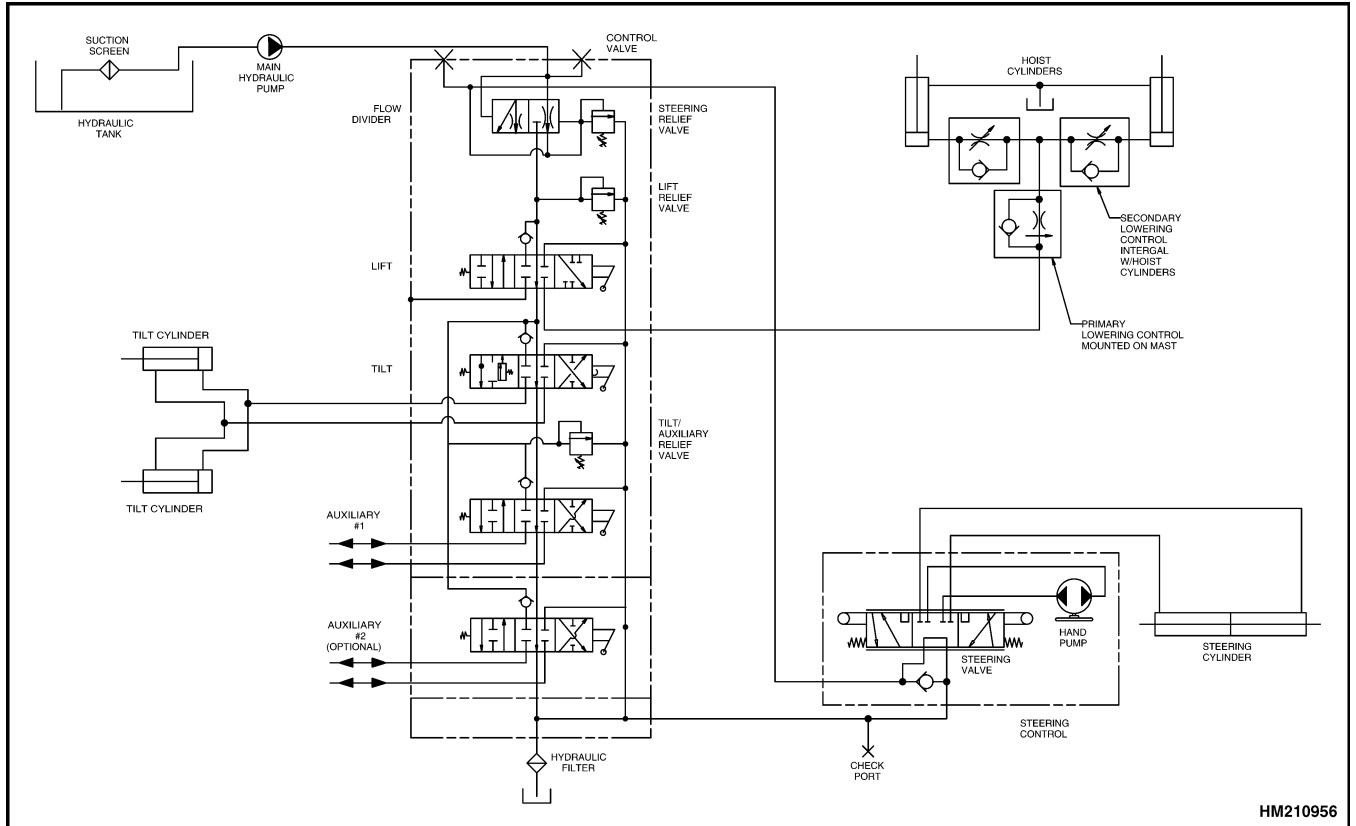 SUCTION
SCREEN
HYDRAULIC
TANK
MAIN
HYDRAULIC
PUMP
CONTROL
VALVE
FLOW
DIVIDER
STEERING
RELIEF
VALVE
LIFT
RELIEF
VALVE
LIFT
HOIST
CYLINDERS
SECONDARY
LOWERING
CONTROL
INTERGAL
W/HOIST
CYLINDERS
PRIMARY
LOWERING CONTROL
MOUNTED ON MAST
TILT CYLINDER
TILT
TILT CYLINDER
TILT/
AUXILIARY
RELIEF
VALVE
AUXILIARY
#1
AUXILIARY
#2
(OPTIONAL)
HAND
PUMP
STEERING
VALVE
STEERING
CYLINDER
STEERING
CONTROL
CHECK
PORT
HYDRAULIC
FILTER
HM210956